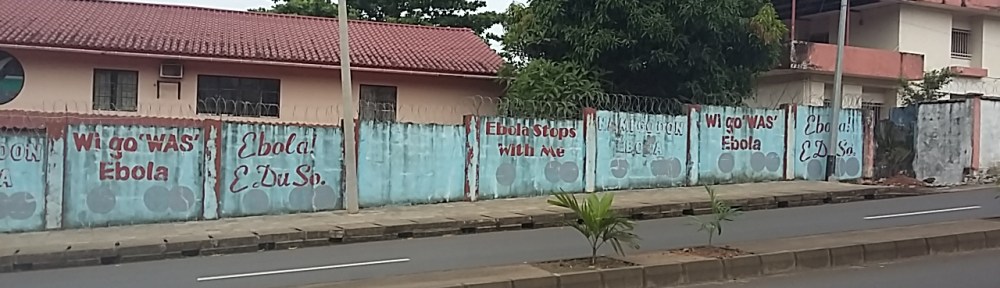 DON
A
Wi go 'WAS'
Ebola
Ebola!
E Du So.
Ebola Stops
With Me
EBOLA
Wi go 'WAS'
Ebola
Ebola!
E Du So.